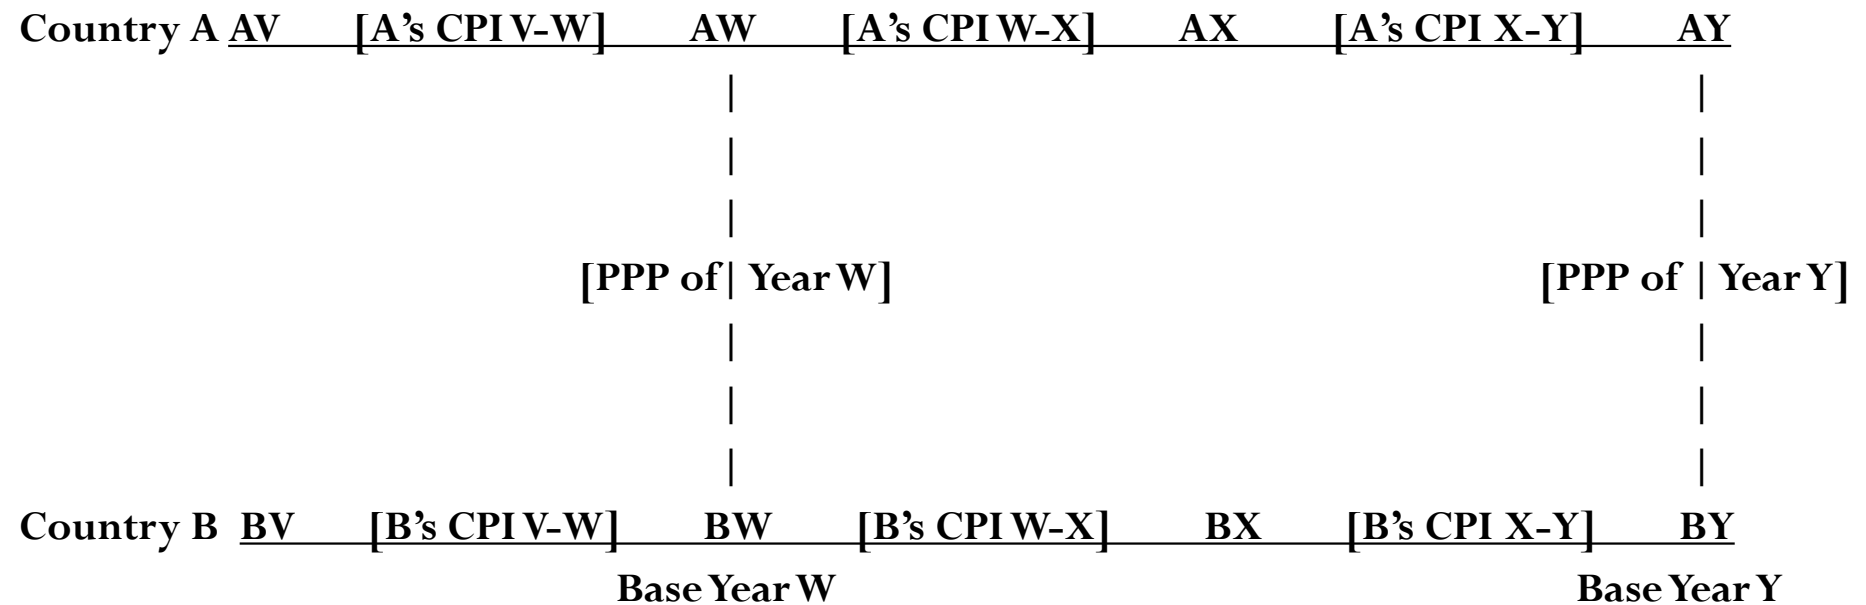 Country A AV [A’s CPI V-W] AW [A’s CPI W-X] AX [A’s CPI X-Y] AY
[PPP of | Year W] [PPP of | Year Y]
Country B BV [B’s CPI V-W] BW [B’s CPI W-X] BX [B’s CPI X-Y] BY
Base Year W Base Year Y